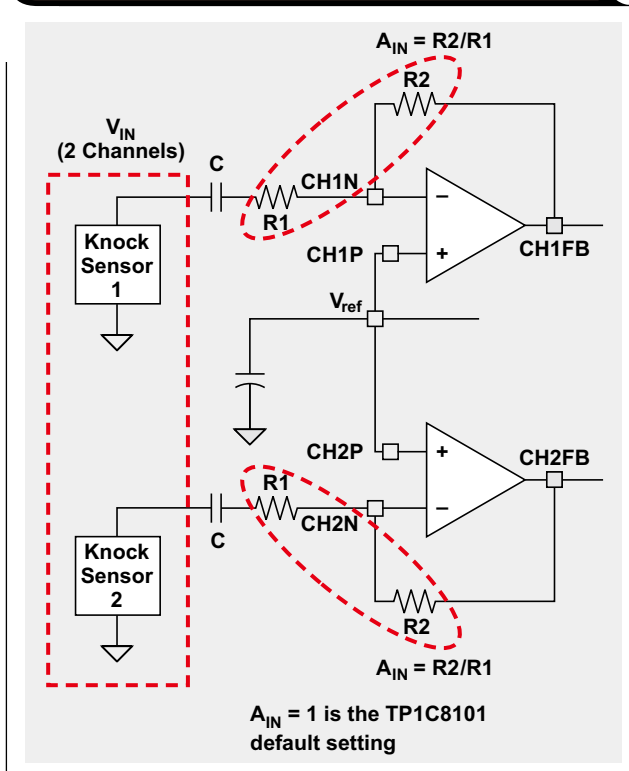 A_IN = R2/R1
R2
V_IN
(2 Channels)
C
CH1N
R1
−
Knock
Sensor
1
CH1P
+
CH1FB
V_ref
CH2P
+
CH2FB
R1
C
CH2N
−
Knock
Sensor
2
R2
A_IN = R2/R1
A_IN = 1 is the TP1C8101
default setting